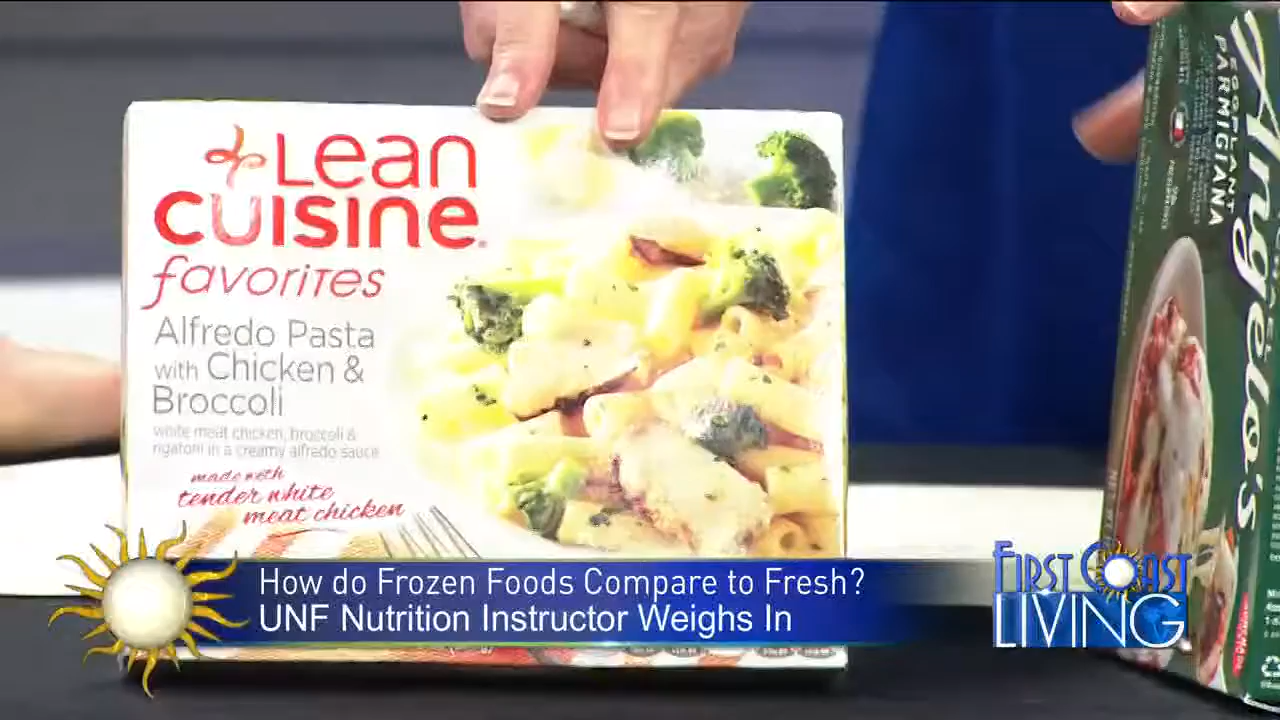 Lean
CUISINE
favorites
Alfredo Pasta
with Chicken &
Broccoli
white meat chicken, broccoli &
rigatoni in a creamy alfredo sauce
made with
tender white
meat chicken
EGGPLANT
PARMIGIANA
Angelo's
How do Frozen Foods Compare to Fresh?
UNF Nutrition Instructor Weighs In
FIRST COAST
LIVING